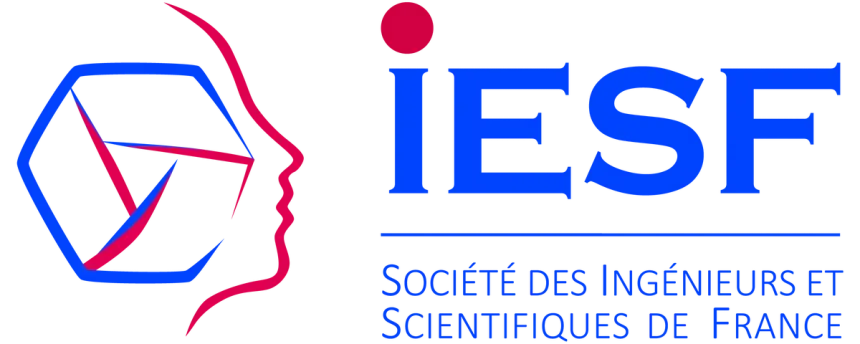 iESF
SOCIÉTÉ DES INGÉNIEURS ET
SCIENTIFIQUES DE FRANCE